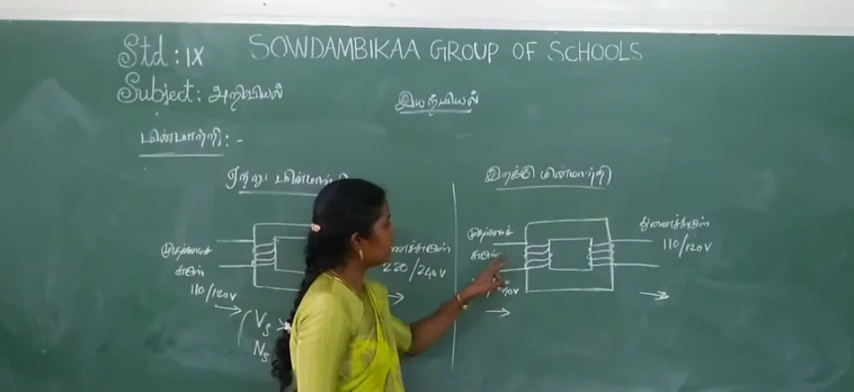 Std : IX SOWDAMBIKAA GROUP OF SCHOOLS
Subject : அறிவியல்
இயற்பியல்
மின்மாற்றி :-
ஏற்று மின்மாற்
முதன்மைச்
சுருள்
110/120V
ணைச்சுருள்
220/240V
Vs >
Ns
இறக்கு மின்மாற்றி
முதன்மைச்
சுருள்
துணைச்சுருள்
110/120V